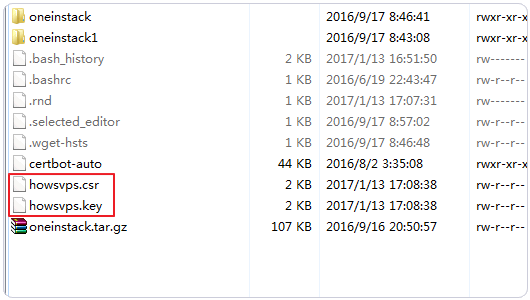 oneinstack 2016/9/17 8:46:41 rwxr-xr-x
oneinstack1 2016/9/17 8:43:08 rwxr-xr-x
.bash_history 2 KB 2017/1/13 16:51:50 rw-------
.bashrc 1 KB 2016/6/19 22:43:47 rw-r--r--
.rnd 1 KB 2017/1/13 17:07:31 rw-------
.selected_editor 1 KB 2016/9/17 8:57:02 rw-r--r--
.wget-hsts 1 KB 2016/9/17 8:46:48 rw-r--r--
certbot-auto 44 KB 2016/8/2 3:35:08 rwxr-xr-x
howsvps.csr 2 KB 2017/1/13 17:08:38 rw-r--r--
howsvps.key 2 KB 2017/1/13 17:08:38 rw-r--r--
oneinstack.tar.gz 107 KB 2016/9/16 20:50:57 rw-r--r--